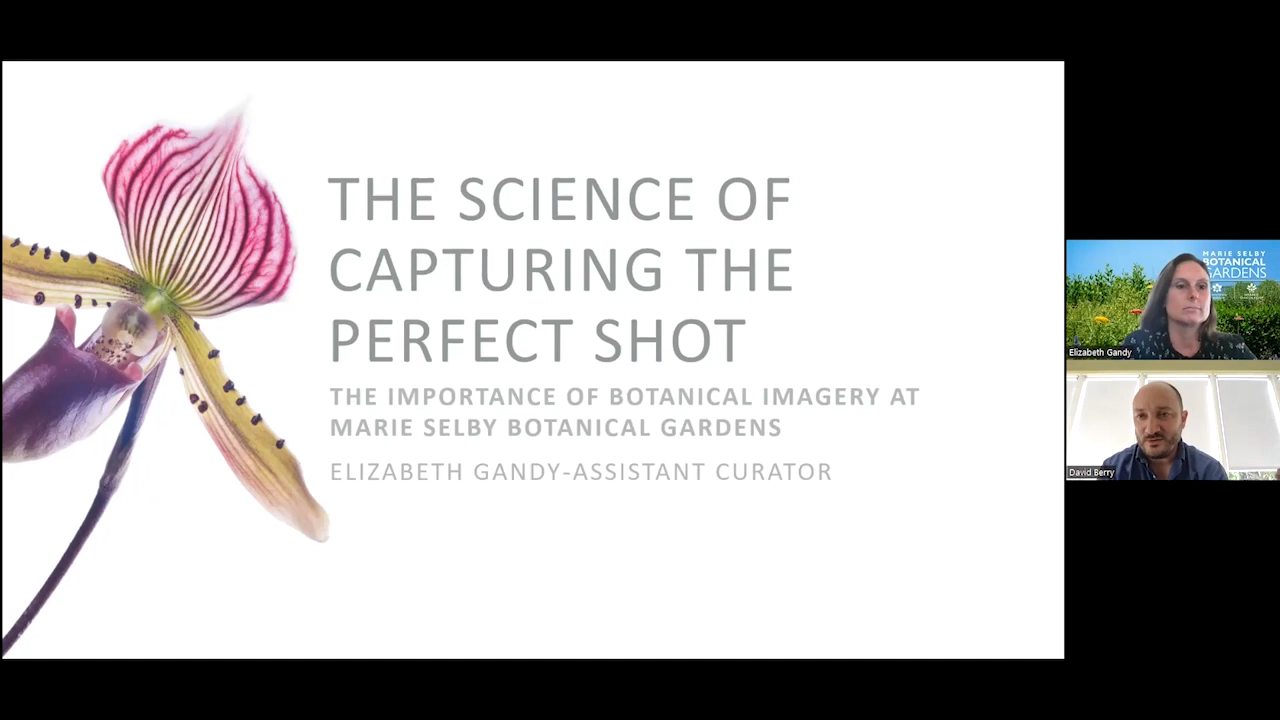 THE SCIENCE OF
CAPTURING THE
PERFECT SHOT
THE IMPORTANCE OF BOTANICAL IMAGERY AT
MARIE SELBY BOTANICAL GARDENS
ELIZABETH GANDY-ASSISTANT CURATOR
MARIE SELBY
BOTANICAL
GARDENS
Elizabeth Gandy
David Berry